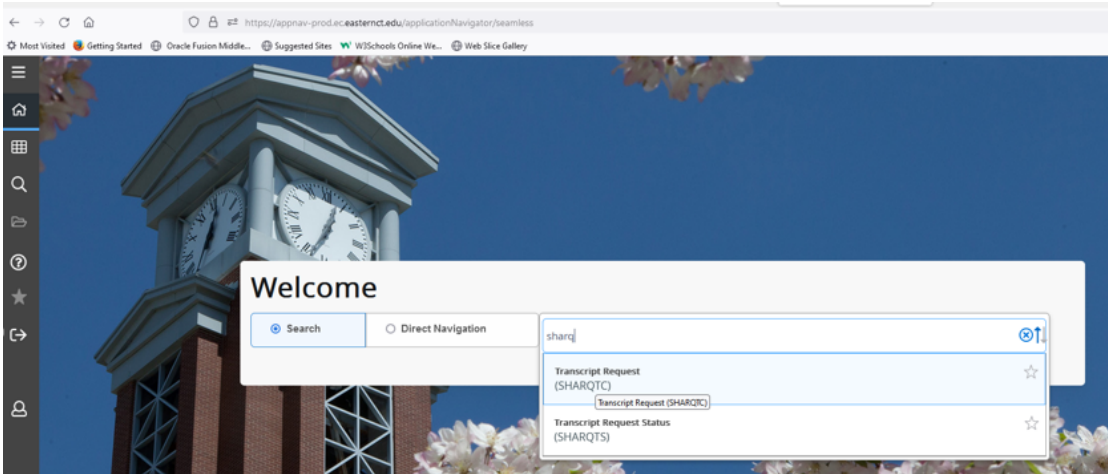 https://appnav-prod.ec.easternct.edu/applicationNavigator/seamless
Most Visited Getting Started Oracle Fusion Middle... Suggested Sites W3Schools Online We... Web Slice Gallery
Welcome
Search Direct Navigation
sharq
Transcript Request
(SHARQTC)
Transcript Request (SHARQTC)
Transcript Request Status
(SHARQTS)